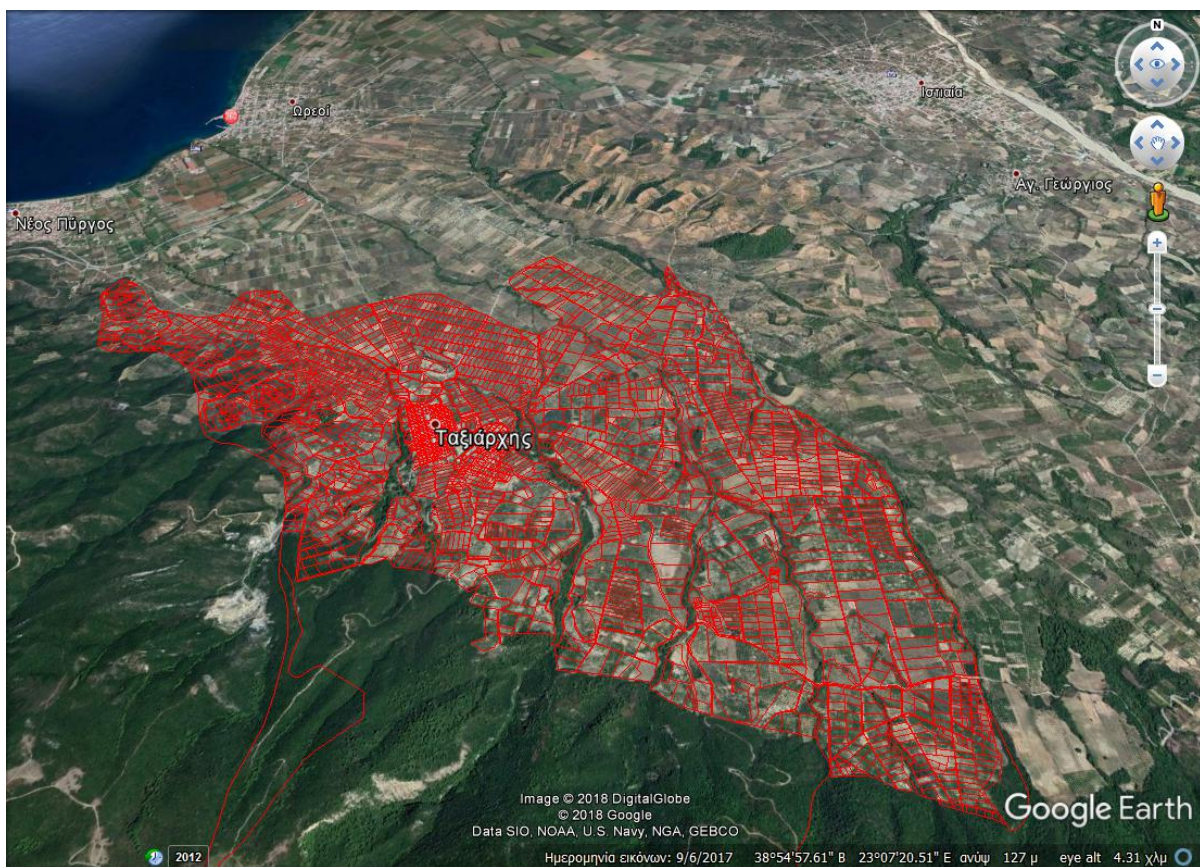 N
Ιστιαία
Ωρεοί
Αγ. Γεώργιος
Νέος Πύργος
Ταξιάρχης
Image © 2018 DigitalGlobe
© 2018 Google
Data SIO, NOAA, U.S. Navy, NGA, GEBCO
Google Earth
2012
Ημερομηνία εικόνων: 9/6/2017 38°54'57.61" Β 23°07'20.51" Ε ανύψ 127 μ eye alt 4.31 χλμ